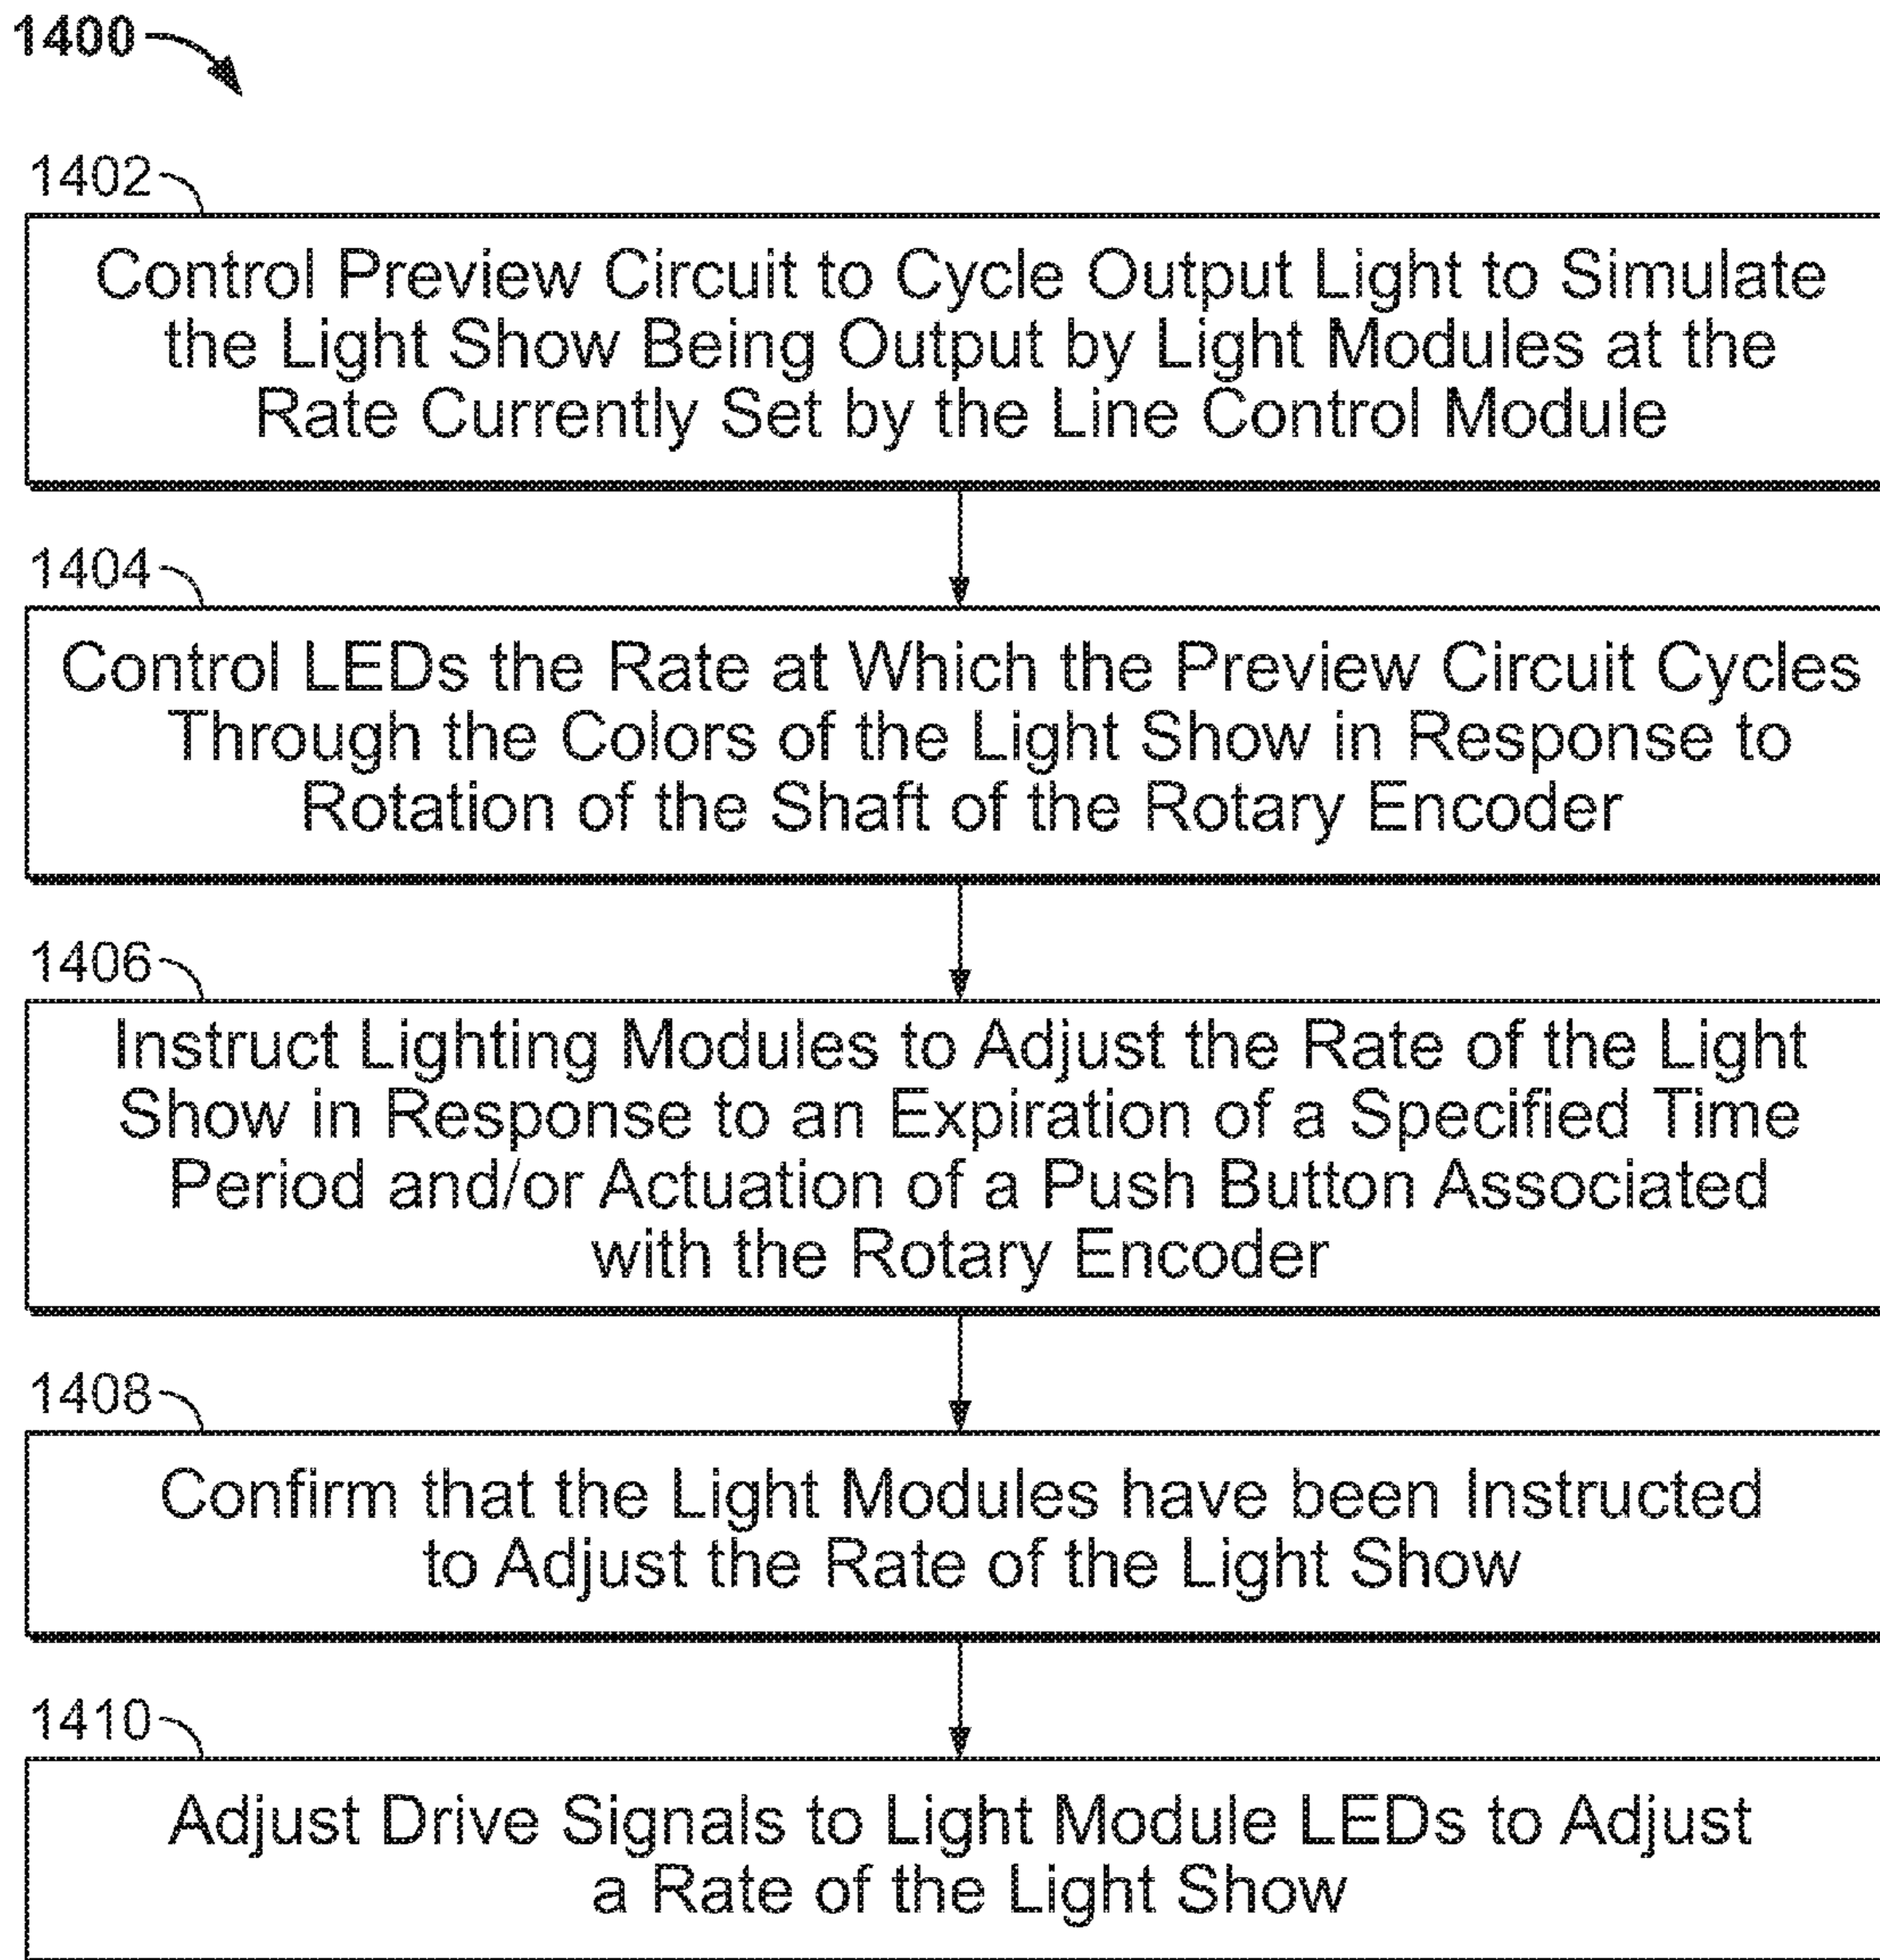 1400
1402
Control Preview Circuit to Cycle Output Light to Simulate
the Light Show Being Output by Light Modules at the
Rate Currently Set by the Line Control Module
1404
Control LEDs the Rate at Which the Preview Circuit Cycles
Through the Colors of the Light Show in Response to
Rotation of the Shaft of the Rotary Encoder
1406
Instruct Lighting Modules to Adjust the Rate of the Light
Show in Response to an Expiration of a Specified Time
Period and/or Actuation of a Push Button Associated
with the Rotary Encoder
1408
Confirm that the Light Modules have been Instructed
to Adjust the Rate of the Light Show
1410
Adjust Drive Signals to Light Module LEDs to Adjust
a Rate of the Light Show